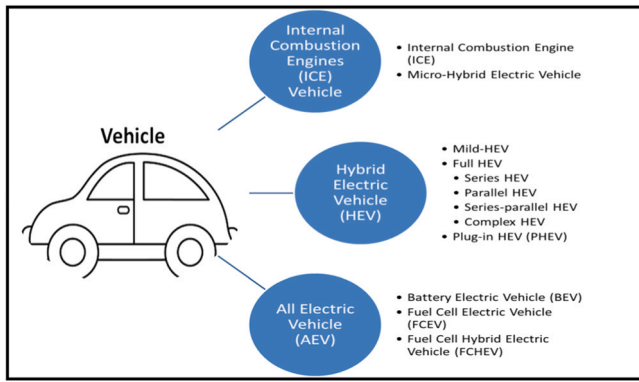 Vehicle
Internal
Combustion
Engines
(ICE)
Vehicle
• Internal Combustion Engine
(ICE)
• Micro-Hybrid Electric Vehicle
Hybrid
Electric
Vehicle
(HEV)
• Mild-HEV
• Full HEV
• Series HEV
• Parallel HEV
• Series-parallel HEV
• Complex HEV
• Plug-in HEV (PHEV)
All Electric
Vehicle
(AEV)
• Battery Electric Vehicle (BEV)
• Fuel Cell Electric Vehicle
(FCEV)
• Fuel Cell Hybrid Electric
Vehicle (FCHEV)